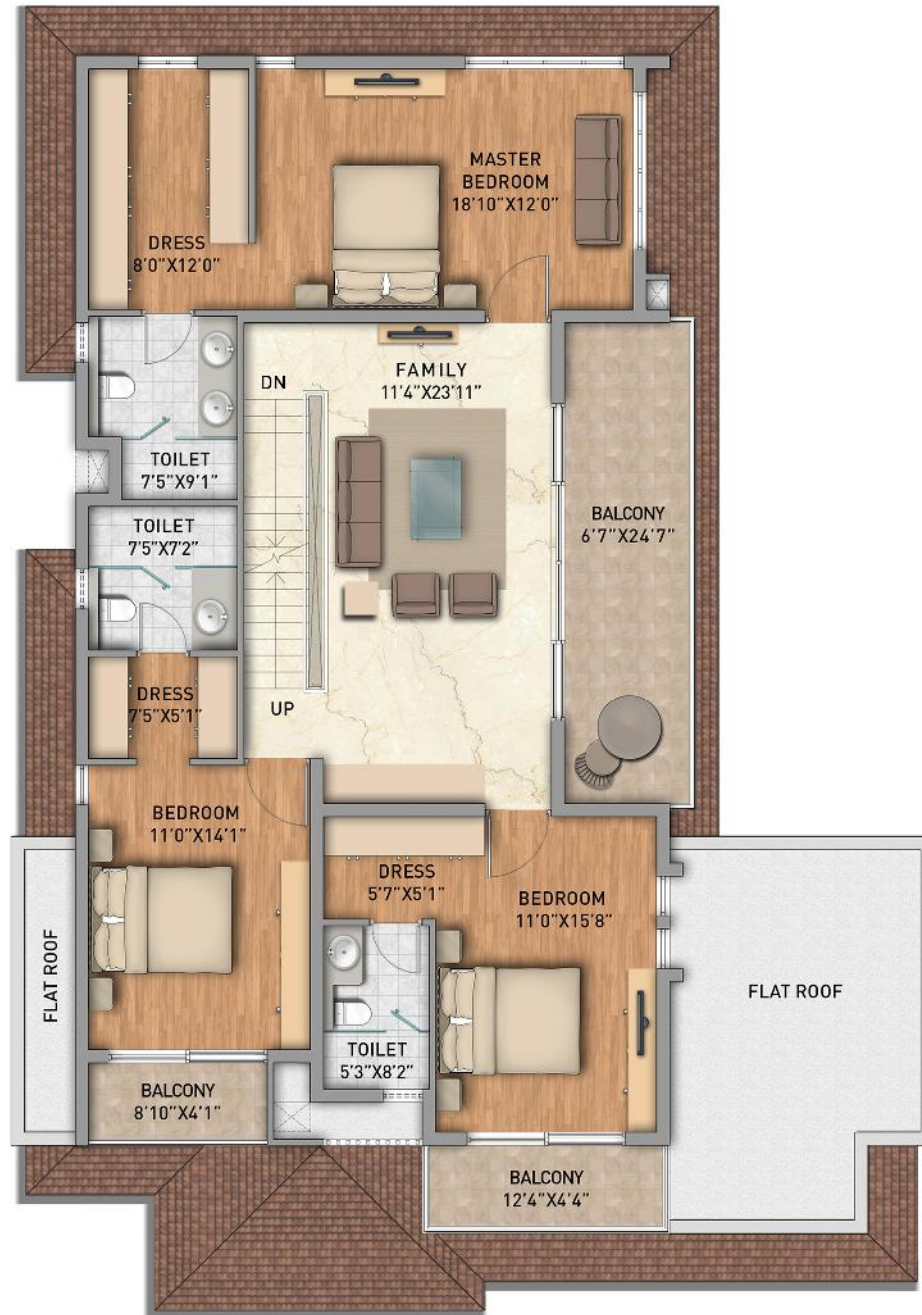 MASTER
BEDROOM
18'10"X12'0"
DRESS
8'0"X12'0"
FAMILY
11'4"X23'11"
DN
TOILET
7'5"X9'1"
BALCONY
6'7"X24'7"
TOILET
7'5"X7'2"
DRESS
7'5"X5'1"
UP
BEDROOM
11'0"X14'1"
DRESS
5'7"X5'1"
BEDROOM
11'0"X15'8"
FLAT ROOF
FLAT ROOF
TOILET
5'3"X8'2"
BALCONY
8'10"X4'1"
BALCONY
12'4"X4'4"